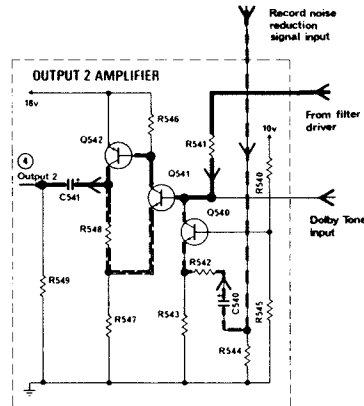 Record noise
reduction
signal input
OUTPUT 2 AMPLIFIER
18v
R546
Q542
From filter
driver
R541
10v
4
Output 2
C541
Q541
R540
Q540
Dolby Tone
input
R548
R542
C540
R549
R547
R543
R545
R544